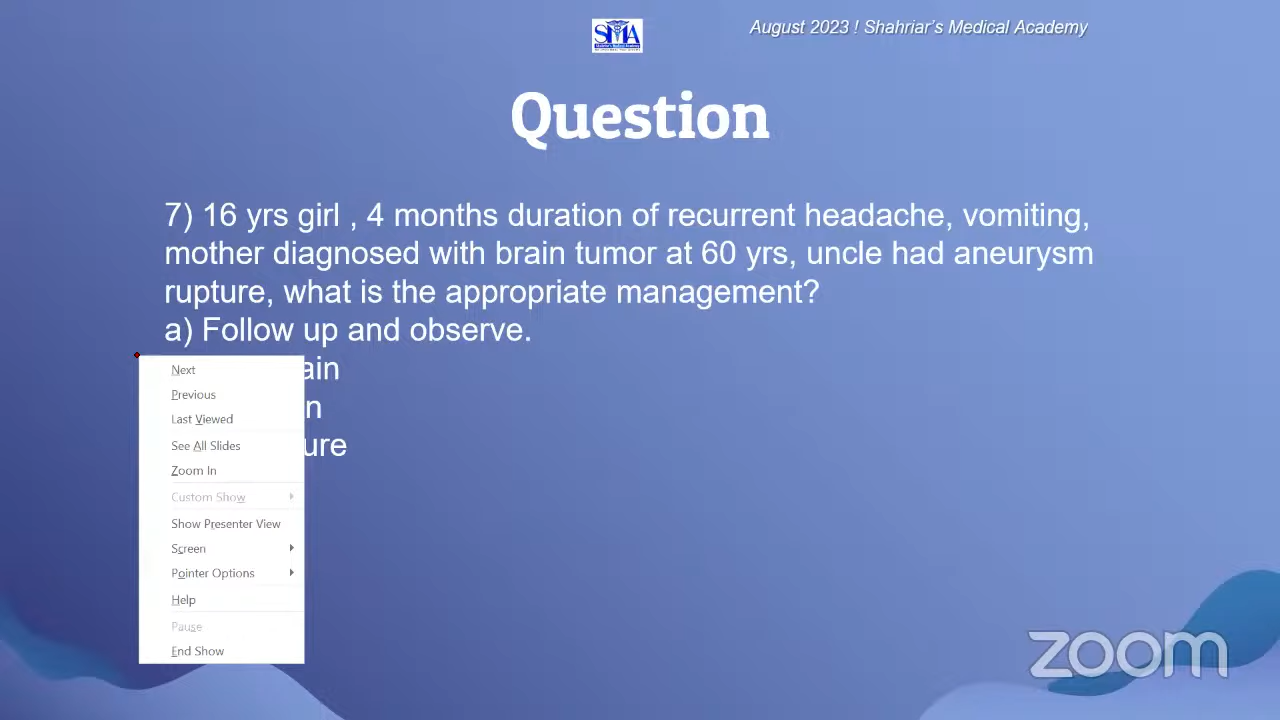 SMA
August 2023 ! Shahriar's Medical Academy
Question
7) 16 yrs girl , 4 months duration of recurrent headache, vomiting,
mother diagnosed with brain tumor at 60 yrs, uncle had aneurysm
rupture, what is the appropriate management?
a) Follow up and observe.
ain
n
ure
Next
Previous
Last Viewed
See All Slides
Zoom In
Custom Show
Show Presenter View
Screen
Pointer Options
Help
Pause
End Show
zoom